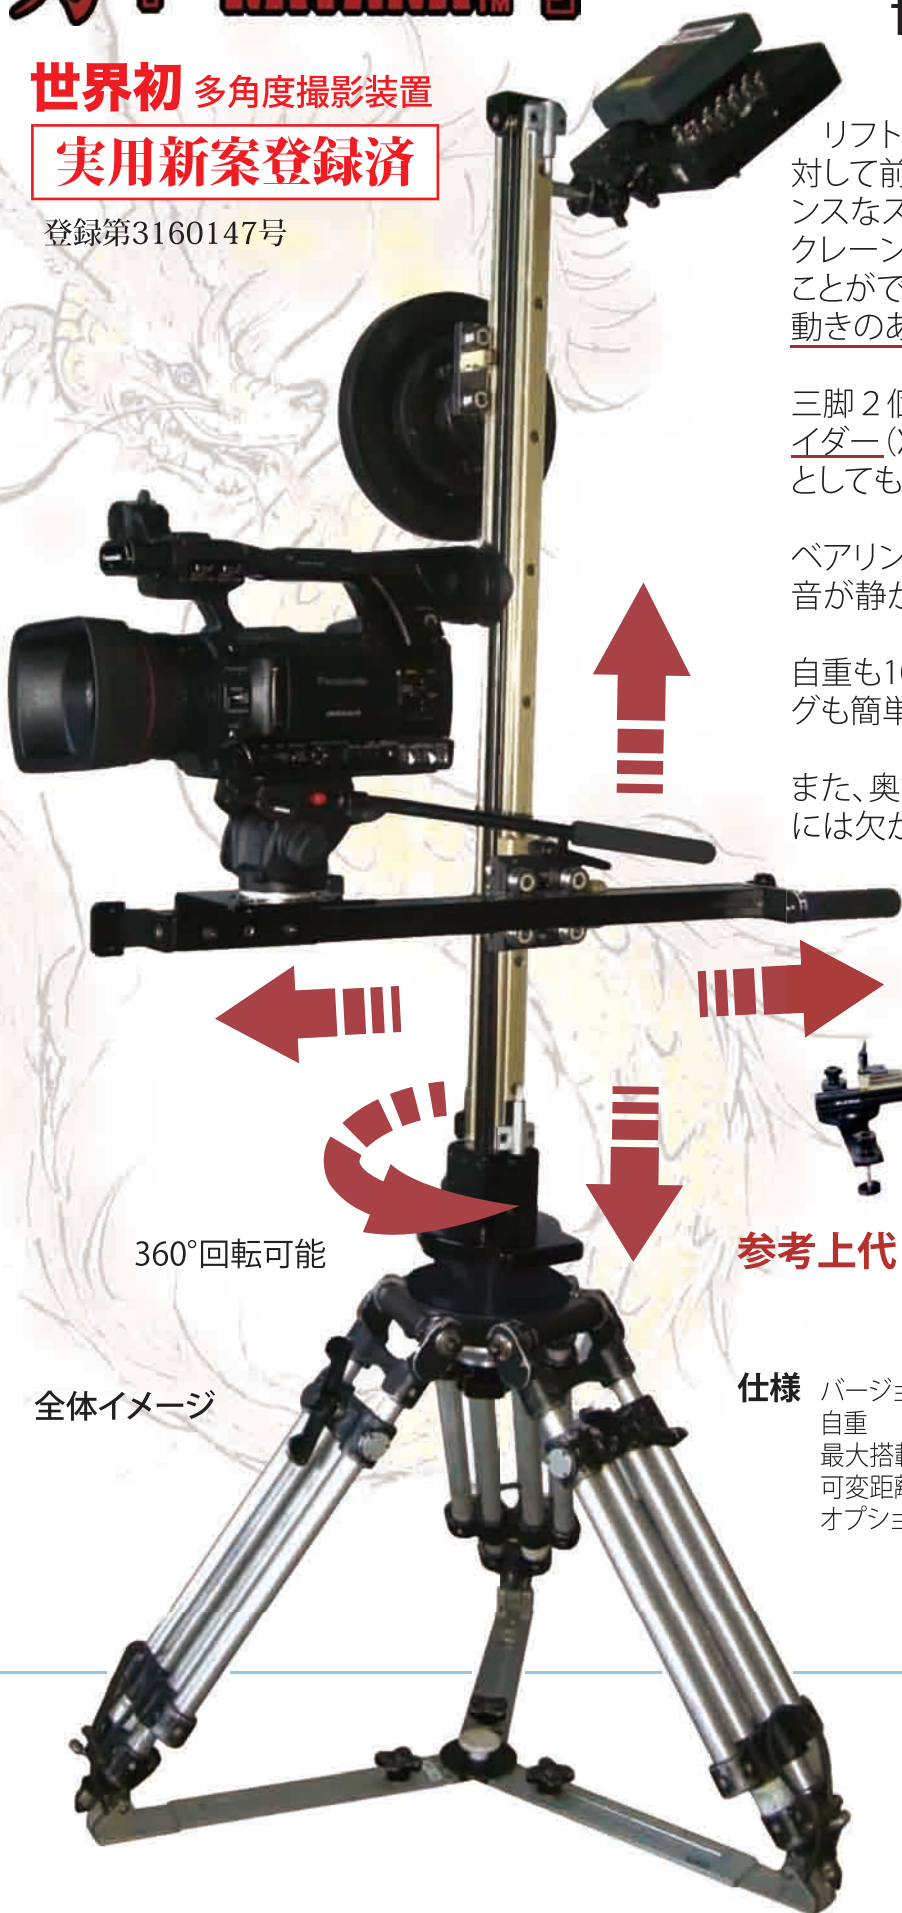 世界初 多角度撮影装置
実用新案登録済
登録第3160147号
リフト
対して前
ンスなス
クレーン
ことがで
動きのあ
三脚２個
イダー
としても
ベアリン
音が静か
自重も1
グも簡単
また、奥
には欠か
Panasonic
360°回転可能
参考上代
全体イメージ
仕様
バージョ
自重
最大搭載
可変距離
オプショ